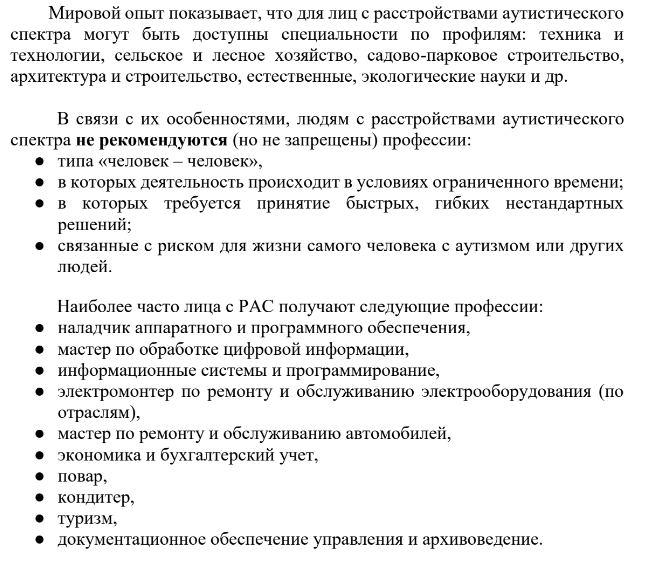 Мировой опыт показывает, что для лиц с расстройствами аутистического
спектра могут быть доступны специальности по профилям: техника и
технологии, сельское и лесное хозяйство, садово-парковое строительство,
архитектура и строительство, естественные, экологические науки и др.
В связи с их особенностями, людям с расстройствами аутистического
спектра не рекомендуются (но не запрещены) профессии:
● типа «человек – человек»,
● в которых деятельность происходит в условиях ограниченного времени;
● в которых требуется принятие быстрых, гибких нестандартных
решений;
● связанные с риском для жизни самого человека с аутизмом или других
людей.
Наиболее часто лица с РАС получают следующие профессии:
● наладчик аппаратного и программного обеспечения,
● мастер по обработке цифровой информации,
● информационные системы и программирование,
● электромонтер по ремонту и обслуживанию электрооборудования (по
отраслям),
● мастер по ремонту и обслуживанию автомобилей,
● экономика и бухгалтерский учет,
● повар,
● кондитер,
● туризм,
● документационное обеспечение управления и архивоведение.